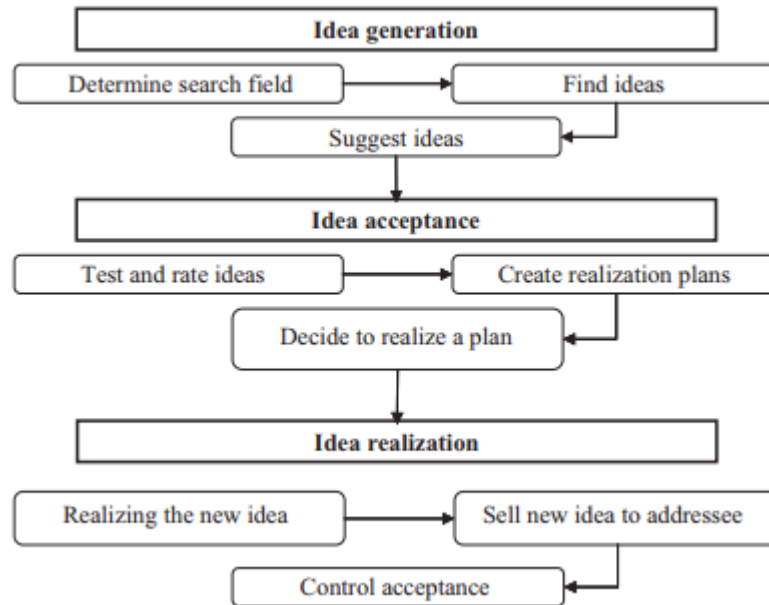 Idea generation
Determine search field
Find ideas
Suggest ideas
Idea acceptance
Test and rate ideas
Create realization plans
Decide to realize a plan
Idea realization
Realizing the new idea
Sell new idea to addressee
Control acceptance